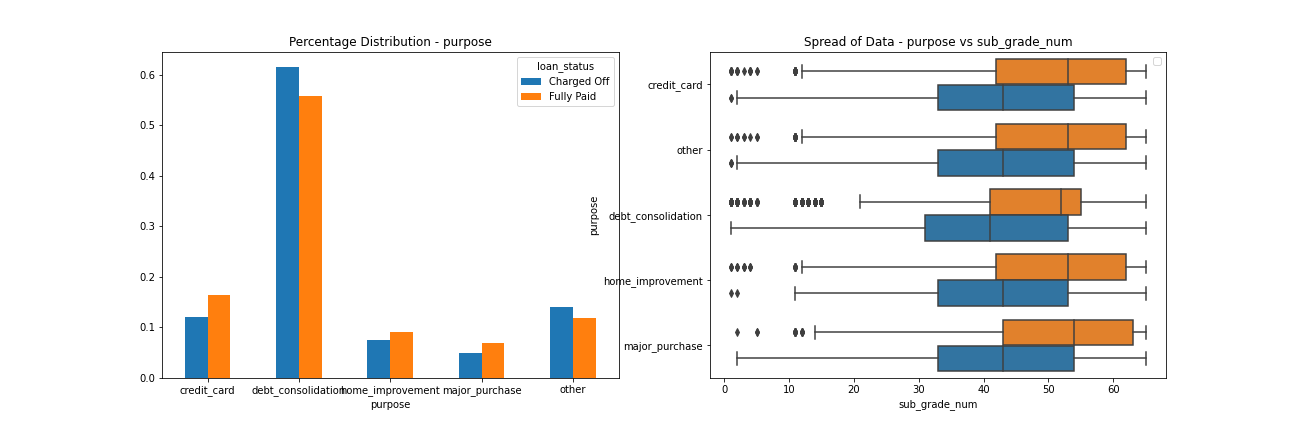 Percentage Distribution - purpose
0.6
0.5
0.4
0.3
0.2
0.1
0.0
loan_status
Charged Off
Fully Paid
credit_card
debt_consolidation
home_improvement
major_purchase
other
purpose
Spread of Data - purpose vs sub_grade_num
credit_card
other
debt_consolidation
home_improvement
major_purchase
purpose
0
10
20
30
40
50
60
sub_grade_num